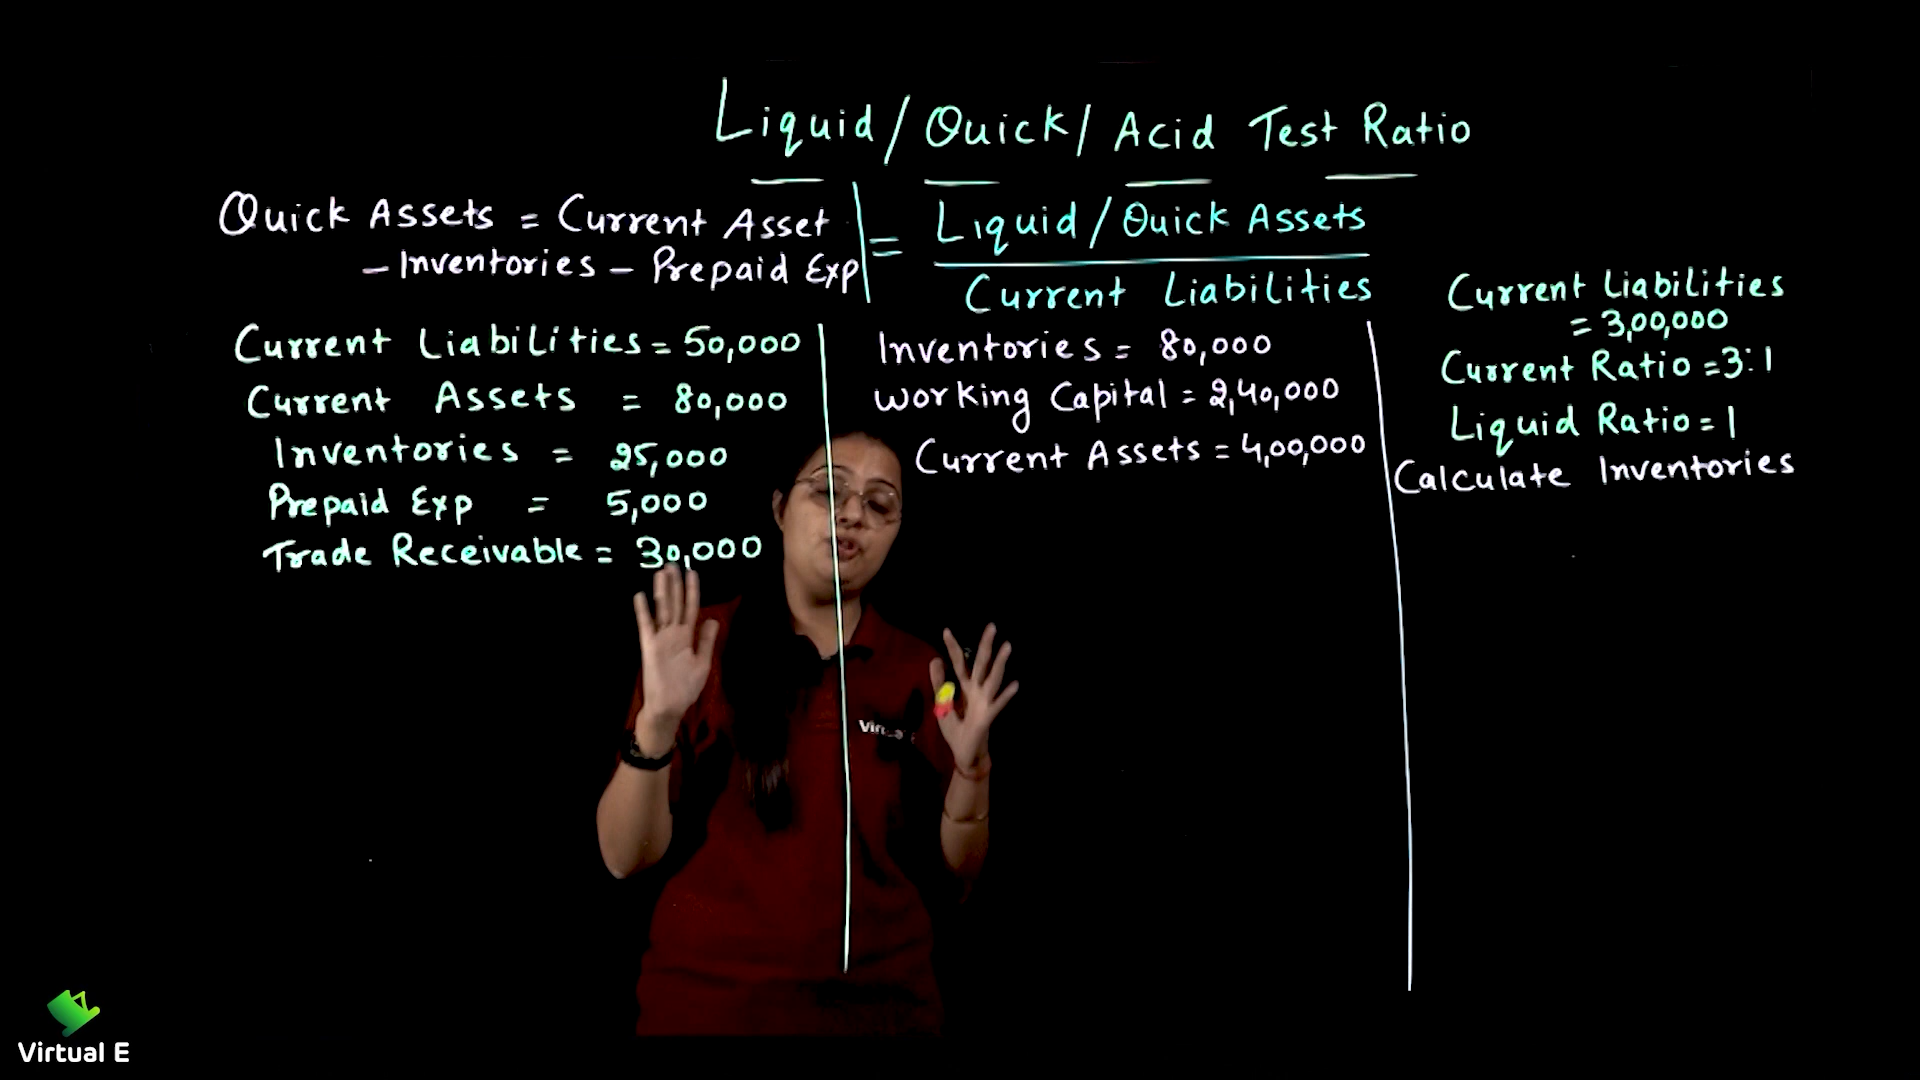 Liquid / Quick / Acid Test Ratio
Quick Assets = Current Asset
- Inventories - Prepaid Exp
= Liquid / Quick Assets
Current Liabilities
Current Liabilities = 50,000
Current Assets = 80,000
Inventories = 25,000
Prepaid Exp = 5,000
Trade Receivable = 30,000
Inventories = 80,000
Working Capital = 2,40,000
Current Assets = 4,00,000
Current Liabilities
= 3,00,000
Current Ratio = 3:1
Liquid Ratio = 1
Calculate Inventories
Virtual E